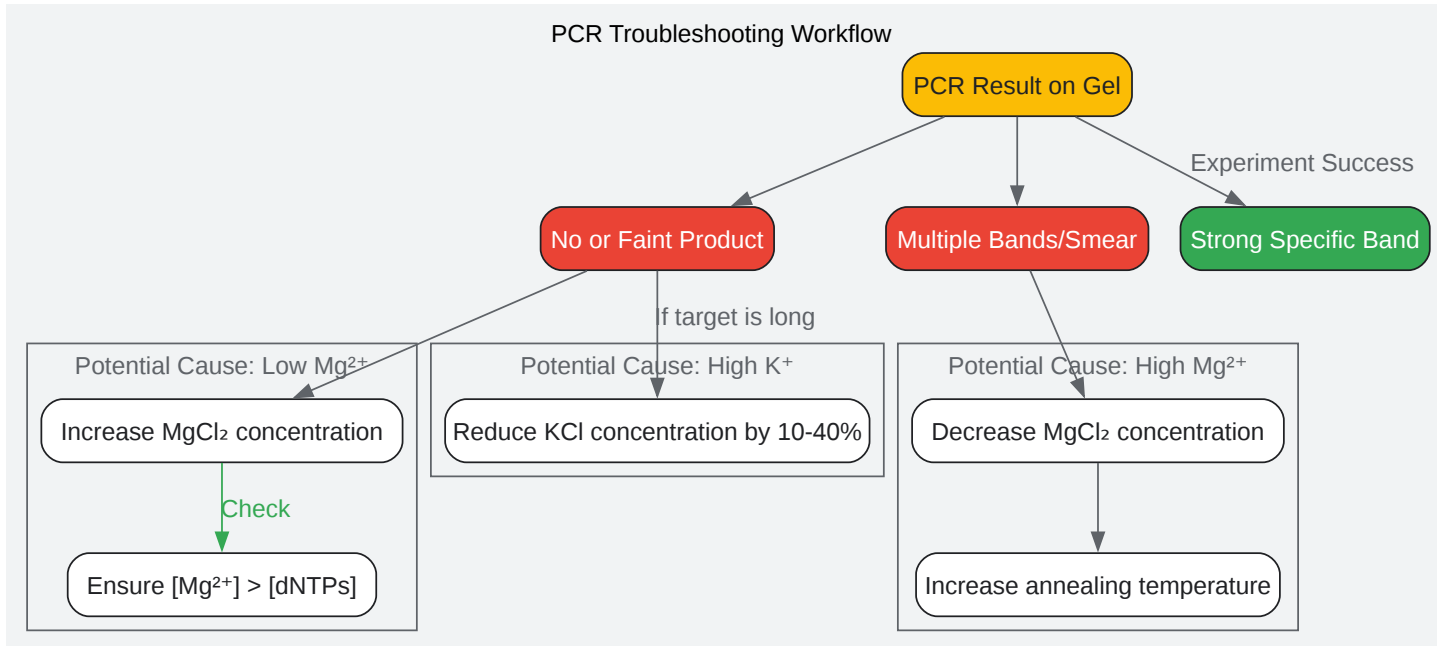 PCR Troubleshooting Workflow
PCR Result on Gel
Experiment Success
No or Faint Product
Multiple Bands/Smear
Strong Specific Band
If target is long
Potential Cause: Low Mg²⁺
Potential Cause: High K⁺
Potential Cause: High Mg²⁺
Increase MgCl₂ concentration
Reduce KCl concentration by 10-40%
Decrease MgCl₂ concentration
Check
Ensure [Mg²⁺] > [dNTPs]
Increase annealing temperature